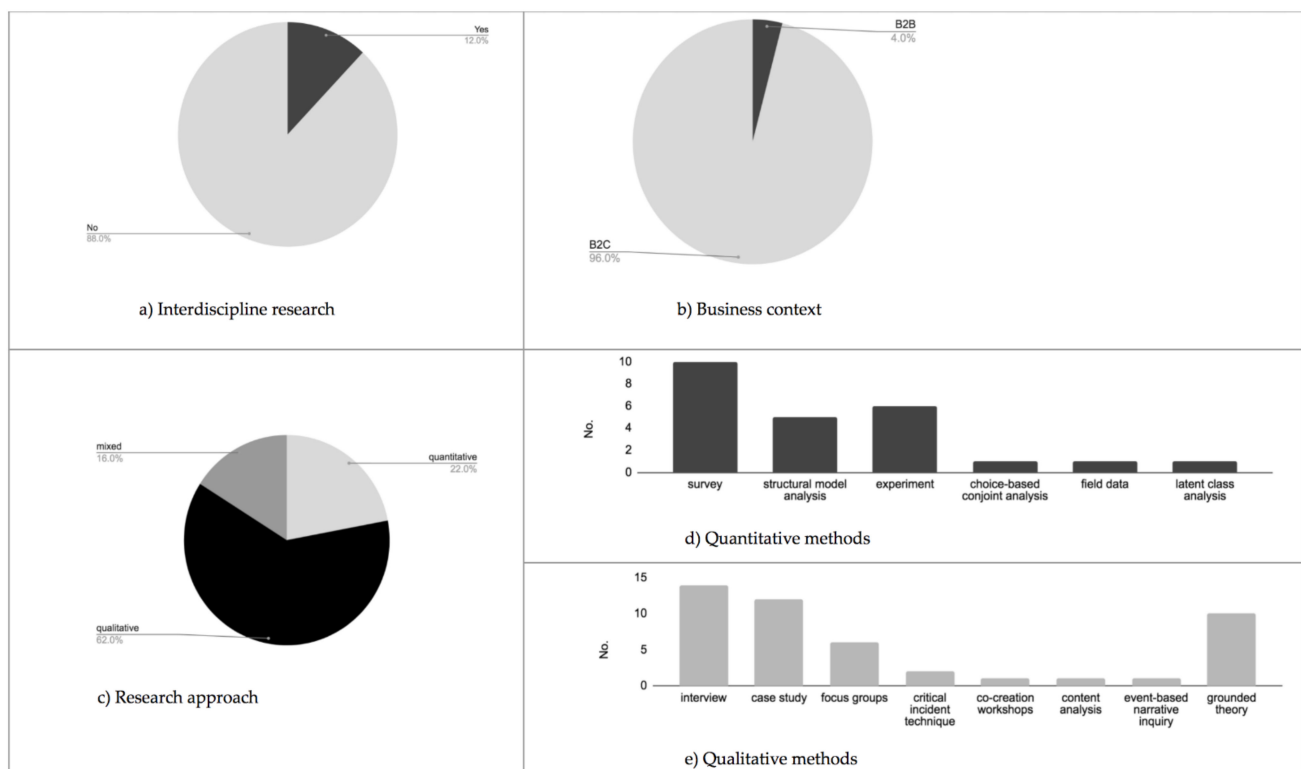 Yes
12.0%
No
88.0%
a) Interdiscipline research
B2B
4.0%
B2C
96.0%
b) Business context
mixed
16.0%
quantitative
22.0%
qualitative
62.0%
c) Research approach
No.
10
8
6
4
2
0
survey
structural model
analysis
experiment
choice-based
conjoint analysis
field data
latent class
analysis
d) Quantitative methods
No.
15
10
5
0
interview
case study
focus groups
critical
incident
technique
co-creation
workshops
content
analysis
event-based
narrative
inquiry
grounded
theory
e) Qualitative methods